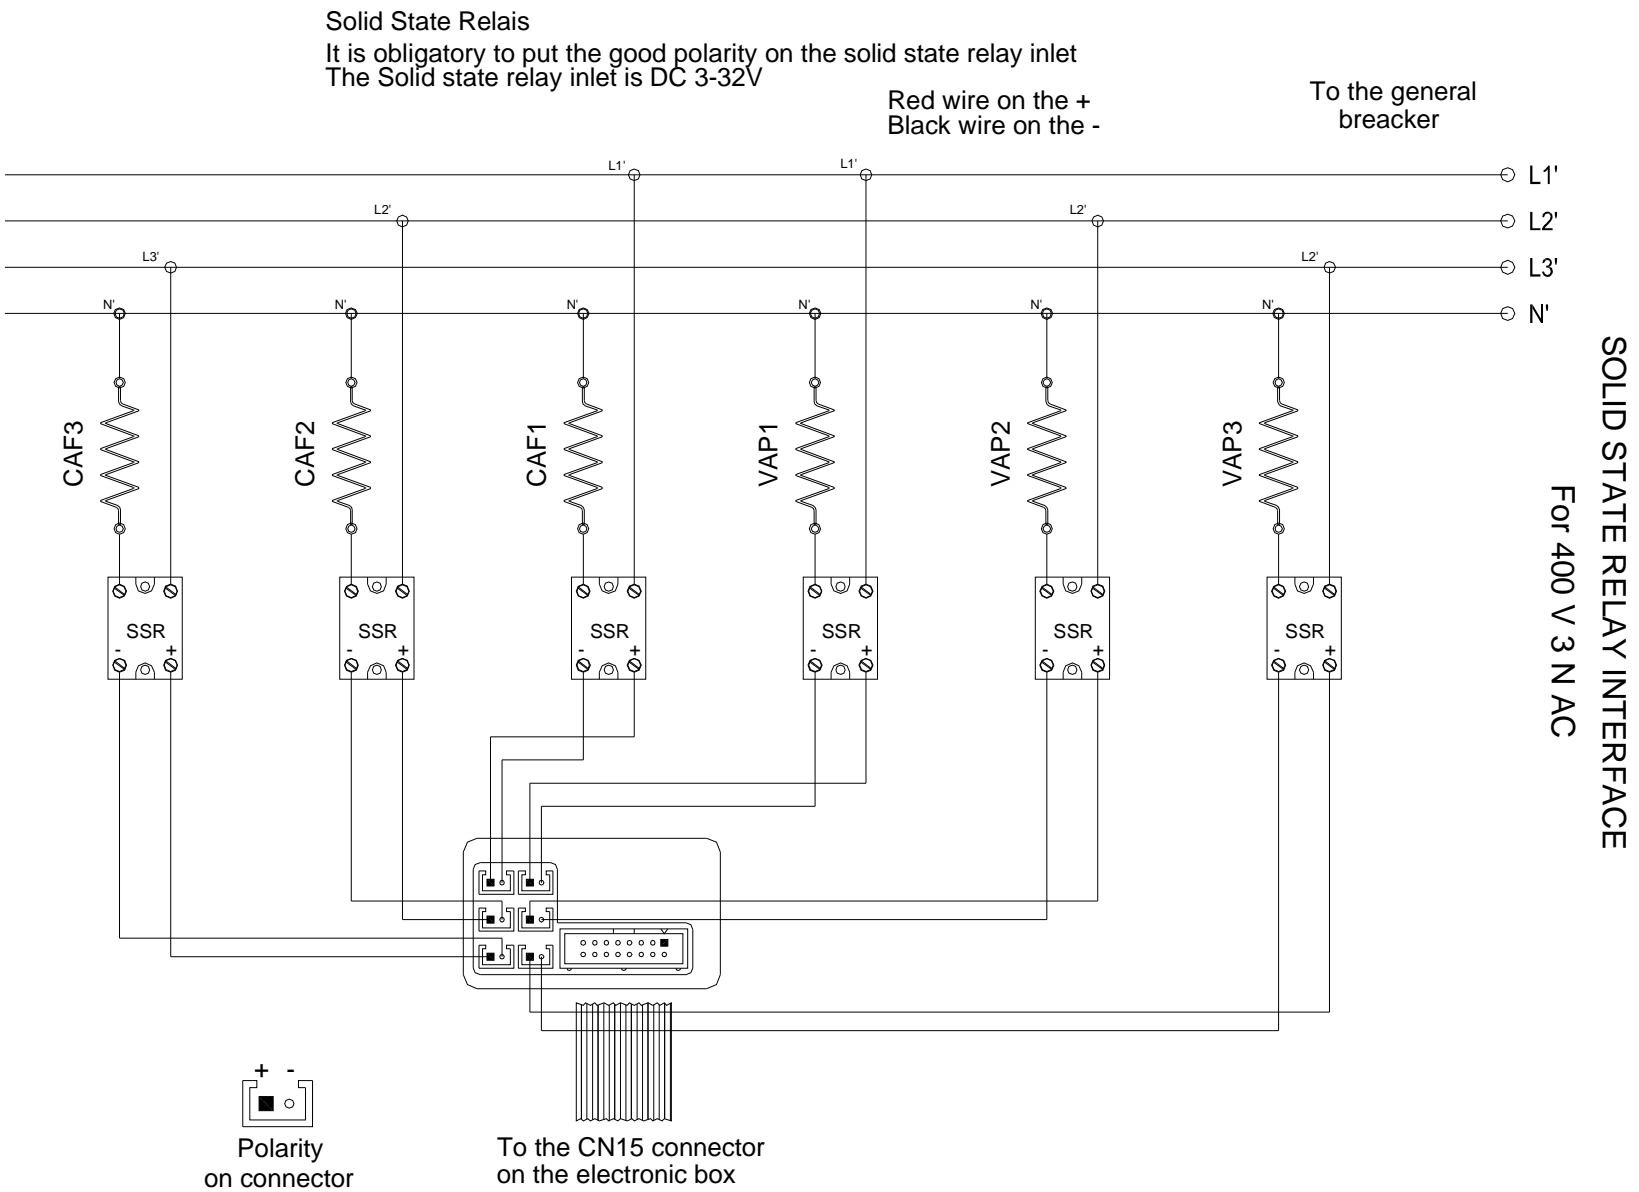 Solid State Relais
It is obligatory to put the good polarity on the solid state relay inlet
The Solid state relay inlet is DC 3-32V
Red wire on the +
Black wire on the -
To the general
breacker
L1'
L1'
L1'
L2'
L2'
L2'
L3'
L2'
L3'
N'
N'
N'
N'
N'
N'
N'
CAF3
CAF2
CAF1
VAP1
VAP2
VAP3
SOLID STATE RELAY INTERFACE
For 400 V 3 N AC
SSR
SSR
SSR
SSR
SSR
SSR
- +
- +
- +
- +
- +
- +
+ -
Polarity
on connector
To the CN15 connector
on the electronic box